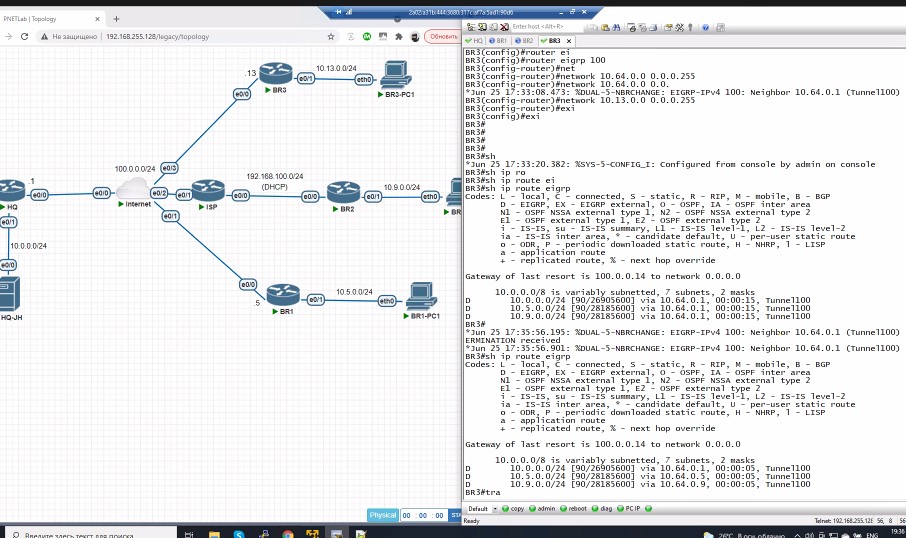 PNETLab | Topology
Не защищено
192.168.255.128/legacy/topology
Обновить
10.13.0.0/24
.13
e0/1
eth0
BR3
BR3-PC1
e0/0
100.0.0.0/24
e0/3
192.168.100.0/24
(DHCP)
10.9.0.0/24
.1
e0/0
e0/0
e0/2
e0/1
e0/0
e0/0
e0/1
eth0
HQ
Internet
ISP
BR2
e0/1
e0/1
10.0.0.0/24
e0/0
e0/0
10.5.0.0/24
.5
e0/1
eth0
HQ-JH
BR1
BR1-PC1
Physical
00 : 00 : 00
Enter host <Alt+R>
HQ
BR1
BR2
BR3
BR3(config)#router ei
BR3(config)#router eigrp 100
BR3(config-router)#net
BR3(config-router)#network 10.64.0.0 0.0.0.255
BR3(config-router)#network 10.64.0.0 0.0.
*Jun 25 17:33:08.473: %DUAL-5-NBRCHANGE: EIGRP-IPv4 100: Neighbor 10.64.0.1 (Tunnel100)
BR3(config-router)#network 10.13.0.0 0.0.0.255
BR3(config-router)#exi
BR3(config)#exi
BR3#
BR3#
BR3#
BR3#
BR3#sh
*Jun 25 17:33:20.382: %SYS-5-CONFIG_I: Configured from console by admin on console
BR3#sh ip ro
BR3#sh ip route ei
BR3#sh ip route eigrp
Codes: L - local, C - connected, S - static, R - RIP, M - mobile, B - BGP
D - EIGRP, EX - EIGRP external, O - OSPF, IA - OSPF inter area
N1 - OSPF NSSA external type 1, N2 - OSPF NSSA external type 2
E1 - OSPF external type 1, E2 - OSPF external type 2
i - IS-IS, su - IS-IS summary, L1 - IS-IS level-1, L2 - IS-IS level-2
ia - IS-IS inter area, * - candidate default, U - per-user static route
o - ODR, P - periodic downloaded static route, H - NHRP, l - LISP
a - application route
+ - replicated route, % - next hop override
Gateway of last resort is 100.0.0.14 to network 0.0.0.0
10.0.0.0/8 is variably subnetted, 7 subnets, 2 masks
D 10.0.0.0/24 [90/26905600] via 10.64.0.1, 00:00:15, Tunnel100
D 10.5.0.0/24 [90/28185600] via 10.64.0.1, 00:00:15, Tunnel100
D 10.9.0.0/24 [90/28185600] via 10.64.0.1, 00:00:15, Tunnel100
BR3#
*Jun 25 17:35:56.195: %DUAL-5-NBRCHANGE: EIGRP-IPv4 100: Neighbor 10.64.0.1 (Tunnel100)
ERMINATION received
*Jun 25 17:35:56.901: %DUAL-5-NBRCHANGE: EIGRP-IPv4 100: Neighbor 10.64.0.1 (Tunnel100)
BR3#sh ip route eigrp
Codes: L - local, C - connected, S - static, R - RIP, M - mobile, B - BGP
D - EIGRP, EX - EIGRP external, O - OSPF, IA - OSPF inter area
N1 - OSPF NSSA external type 1, N2 - OSPF NSSA external type 2
E1 - OSPF external type 1, E2 - OSPF external type 2
i - IS-IS, su - IS-IS summary, L1 - IS-IS level-1, L2 - IS-IS level-2
ia - IS-IS inter area, * - candidate default, U - per-user static route
o - ODR, P - periodic downloaded static route, H - NHRP, l - LISP
a - application route
+ - replicated route, % - next hop override
Gateway of last resort is 100.0.0.14 to network 0.0.0.0
10.0.0.0/8 is variably subnetted, 7 subnets, 2 masks
D 10.0.0.0/24 [90/26905600] via 10.64.0.1, 00:00:05, Tunnel100
D 10.5.0.0/24 [90/28185600] via 10.64.0.5, 00:00:05, Tunnel100
D 10.9.0.0/24 [90/28185600] via 10.64.0.9, 00:00:05, Tunnel100
BR3#tra
Default
copy
admin
reboot
diag
PC IP
Ready
Telnet: 192.168.255.128
56, 8
Введите здесь текст для поиска
26°C
ENG
19:36